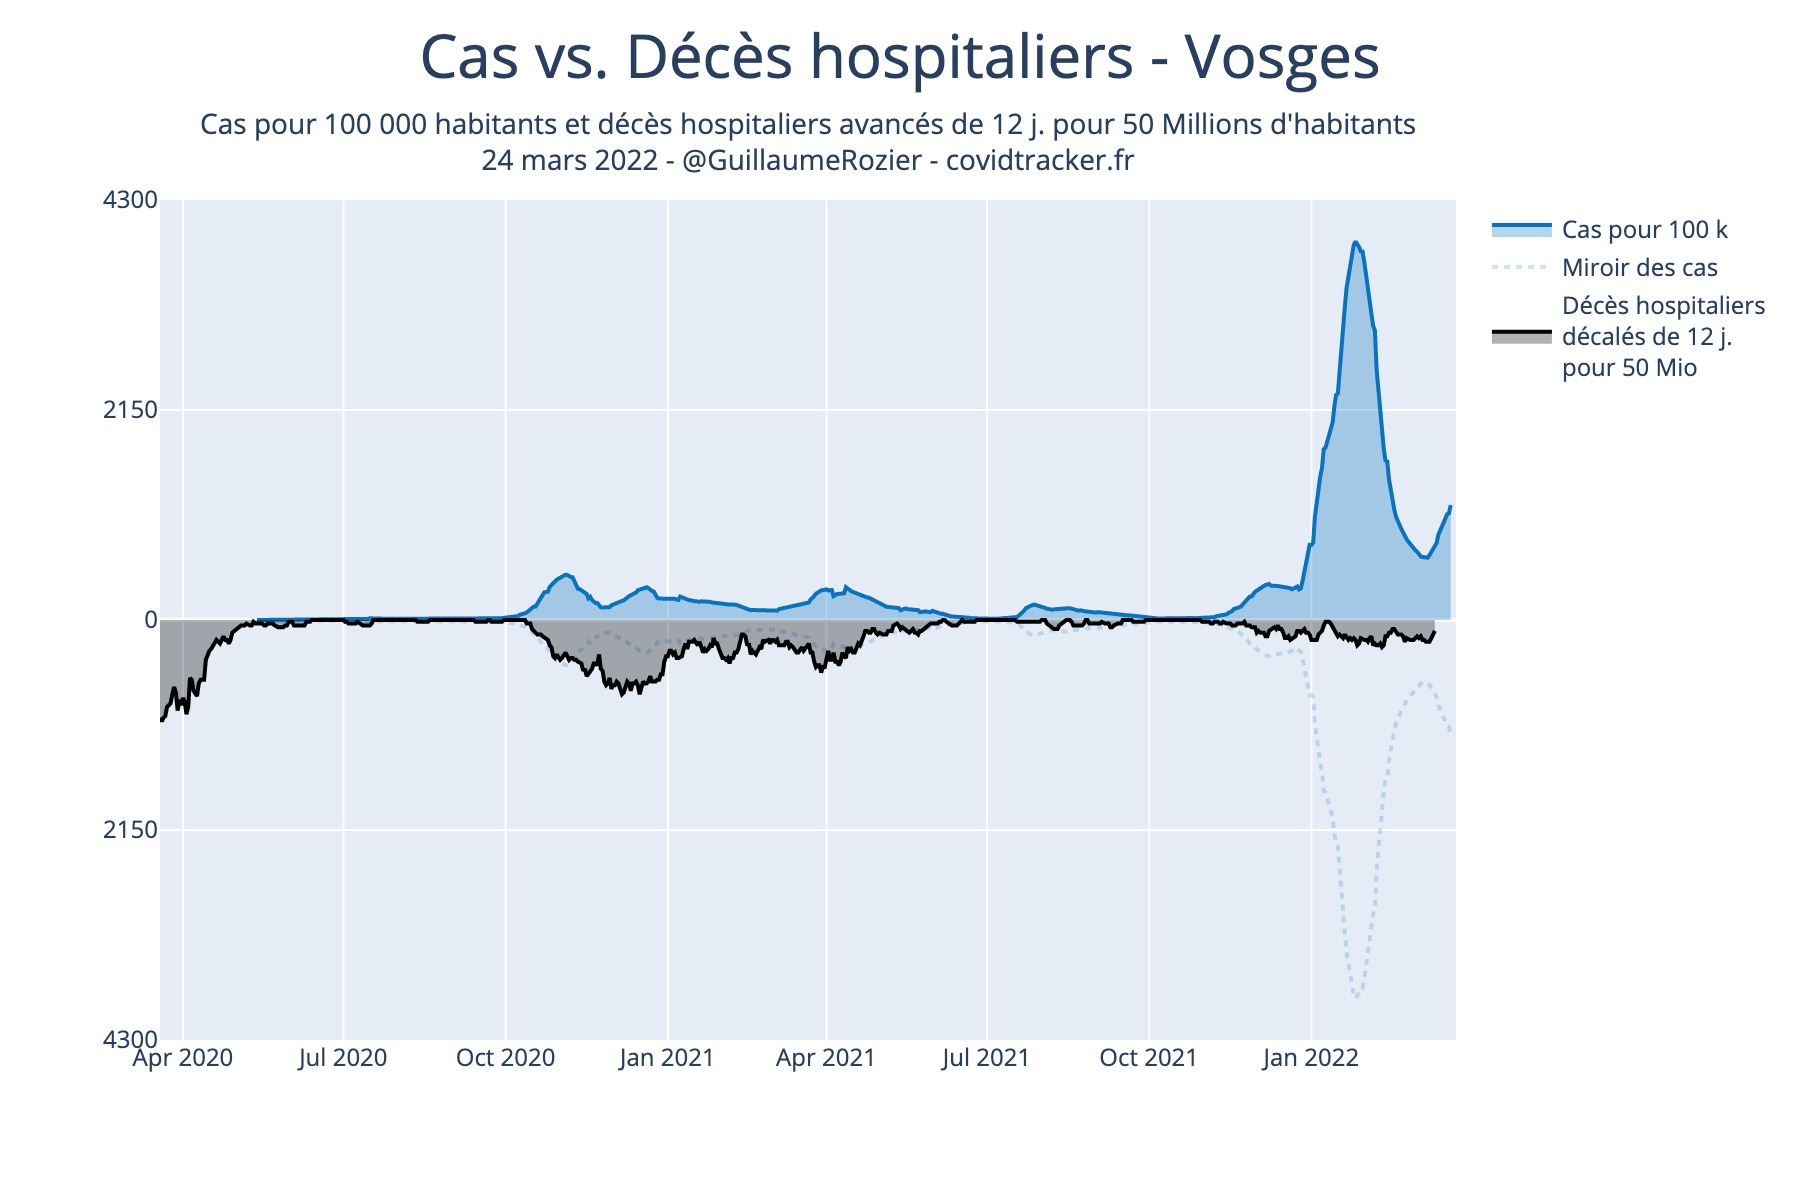 Cas vs. Décès hospitaliers - Vosges
Cas pour 100 000 habitants et décès hospitaliers avancés de 12 j. pour 50 Millions d'habitants
24 mars 2022 - @GuillaumeRozier - covidtracker.fr
4300
2150
0
2150
4300
Apr 2020
Jul 2020
Oct 2020
Jan 2021
Apr 2021
Jul 2021
Oct 2021
Jan 2022
Cas pour 100 k
Miroir des cas
Décès hospitaliers
décalés de 12 j.
pour 50 Mio